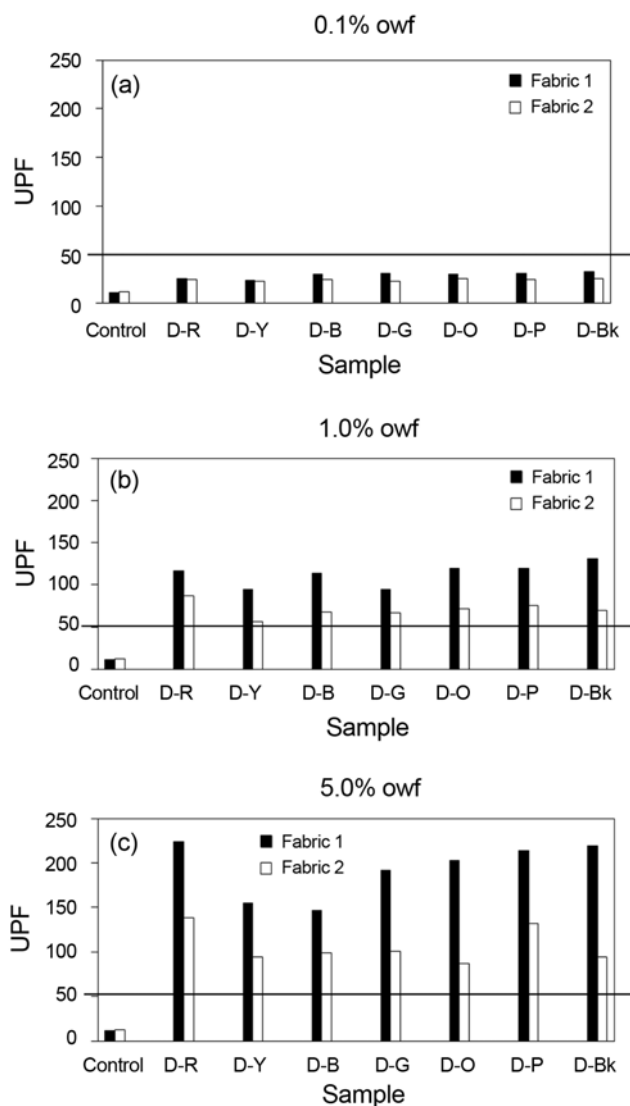 0.1% owf
250
200
150
100
50
0
UPF
(a)
Fabric 1
Fabric 2
Control D-R D-Y D-B D-G D-O D-P D-Bk
Sample
1.0% owf
250
200
150
100
50
0
UPF
(b)
Fabric 1
Fabric 2
Control D-R D-Y D-B D-G D-O D-P D-Bk
Sample
5.0% owf
250
200
150
100
50
0
UPF
(c)
Fabric 1
Fabric 2
Control D-R D-Y D-B D-G D-O D-P D-Bk
Sample